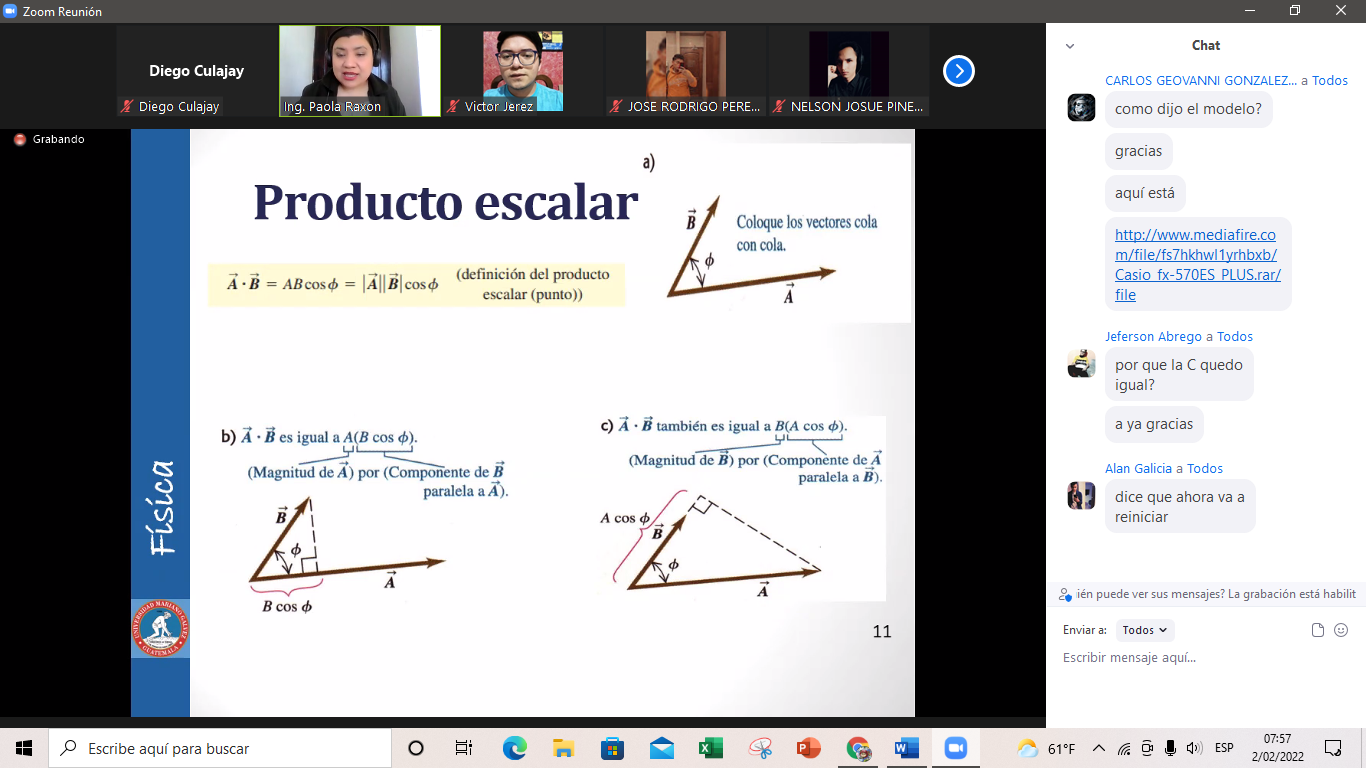 Zoom Reunión
Diego Culajay
Diego Culajay
Ing. Paola Raxon
Victor Jerez
JOSE RODRIGO PERE...
NELSON JOSUE PINE...
Grabando
Producto escalar
a)
B
Coloque los vectores cola
con cola.
ϕ
A
A · B = AB cos ϕ = |A||B| cos ϕ (definición del producto
escalar (punto))
b) A · B es igual a A(B cos ϕ).
(Magnitud de A) por (Componente de B
paralela a A).
B
ϕ
A
B cos ϕ
c) A · B también es igual a B(A cos ϕ).
(Magnitud de B) por (Componente de A
paralela a B).
A cos ϕ
B
ϕ
A
Física
UNIVERSIDAD MARIANO GALVEZ
GUATEMALA
11
Chat
CARLOS GEOVANNI GONZALEZ... a Todos
como dijo el modelo?
gracias
aquí está
http://www.mediafire.co
m/file/fs7hkhwl1yrhbxb/
Casio_fx-570ES_PLUS.rar/
file
Jeferson Abrego a Todos
por que la C quedo
igual?
a ya gracias
Alan Galicia a Todos
dice que ahora va a
reiniciar
ién puede ver sus mensajes? La grabación está habilit
Enviar a: Todos
Escribir mensaje aquí...
Escribe aquí para buscar
61°F
ESP
07:57
2/02/2022